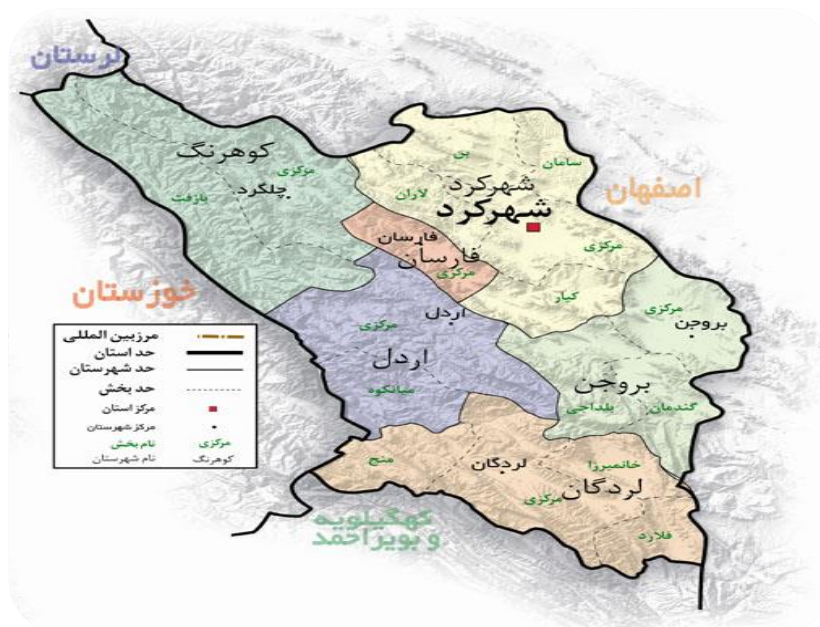 لرستان
کوهرنگ
مرکزی
چلگرد
بازفت
بن
سامان
لاران
شهرکرد
شهرکرد
اصفهان
مرکزی
کیار
فارسان
فارسان
مرکزی
خوزستان
اردل
مرکزی
اردل
میانکوه
مرکزی
بروجن
بروجن
بلداجی
گندمان
خانمیرزا
لردگان
لردگان
مرکزی
منج
فلارد
کهگیلویه
و بویراحمد
مرزبین المللی
حد استان
حد شهرستان
حد بخش
مرکز استان
مرکز شهرستان
نام بخش
مرکزی
نام شهرستان
کوهرنگ